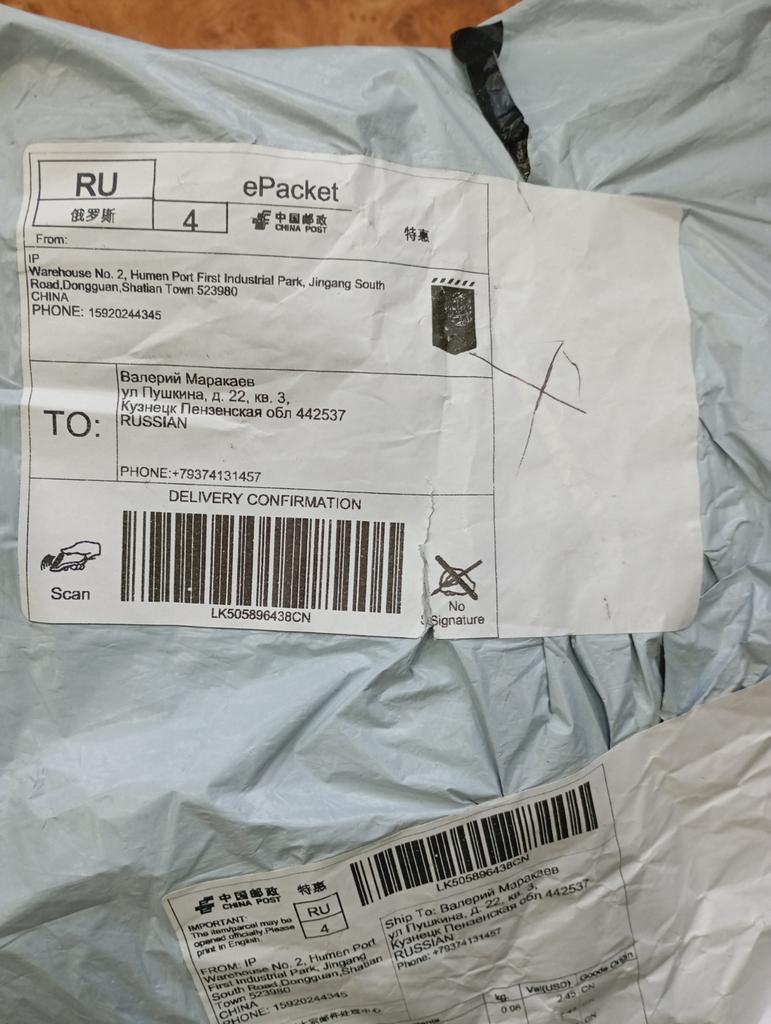 RU
俄罗斯
4
ePacket
中国邮政
CHINA POST
特惠
From:
IP
Warehouse No. 2, Humen Port First Industrial Park, Jingang South
Road,Dongguan,Shatian Town 523980
CHINA
PHONE: 15920244345
TO:
Валерий Маракаев
ул Пушкина, д. 22, кв. 3,
Кузнецк Пензенская обл 442537
RUSSIAN
PHONE:+79374131457
DELIVERY CONFIRMATION
Scan
LK505896438CN
No
Signature
中国邮政
CHINA POST
特惠
RU
4
LK505896438CN
IMPORTANT:
The item/parcel may be
opened officially Please
print in English.
FROM: IP
Warehouse No. 2, Humen Port
First Industrial Park, Jingang
South Road,Dongguan,Shatian
Town 523980
CHINA
PHONE: 15920244345
Ship To: Валерий Маракаев
ул Пушкина, д. 22, кв. 3,
Кузнецк Пензенская обл 442537
RUSSIAN
Phone: +79374131457
kg
Val(USD)
Goods Origin
0.08
2.45
CN
CN